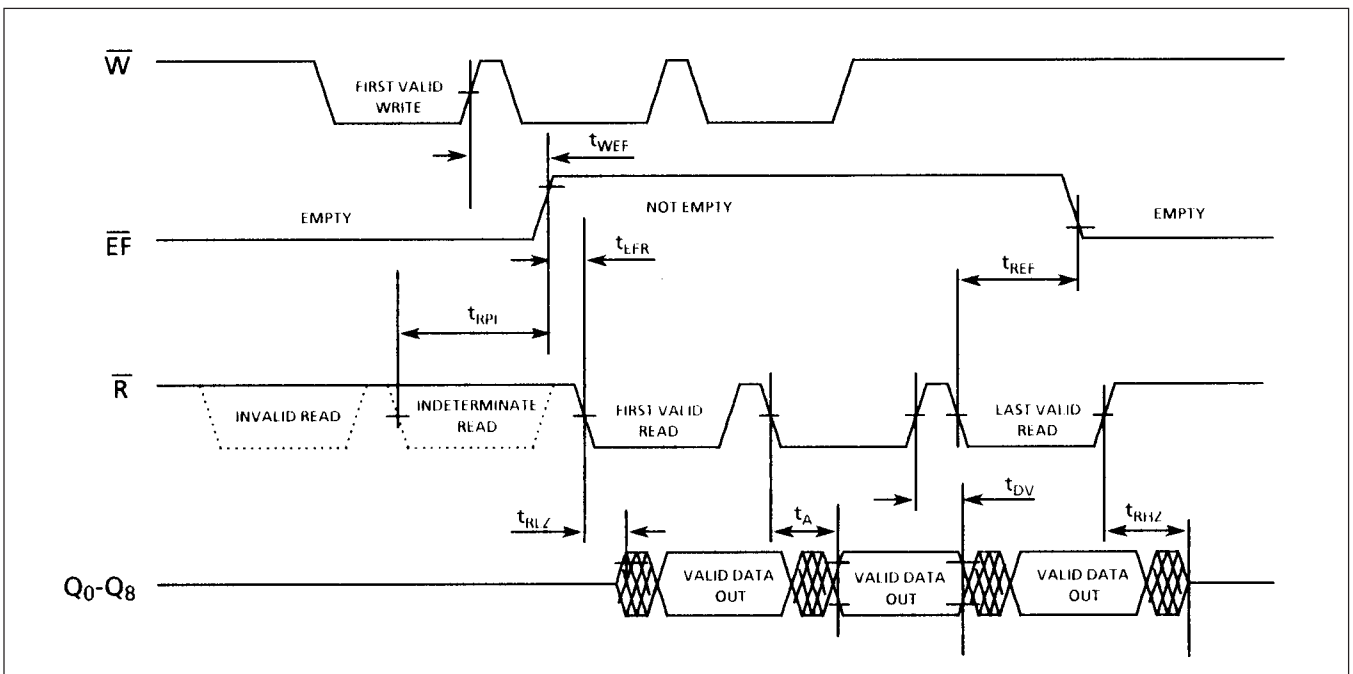 W
FIRST VALID
WRITE
tWEF
EMPTY
NOT EMPTY
EMPTY
EF
tEFR
tREF
tRPI
R
INVALID READ
INDETERMINATE
READ
FIRST VALID
READ
LAST VALID
READ
tDV
tRLZ
tA
tRHZ
Q0-Q8
VALID DATA
OUT
VALID DATA
OUT
VALID DATA
OUT